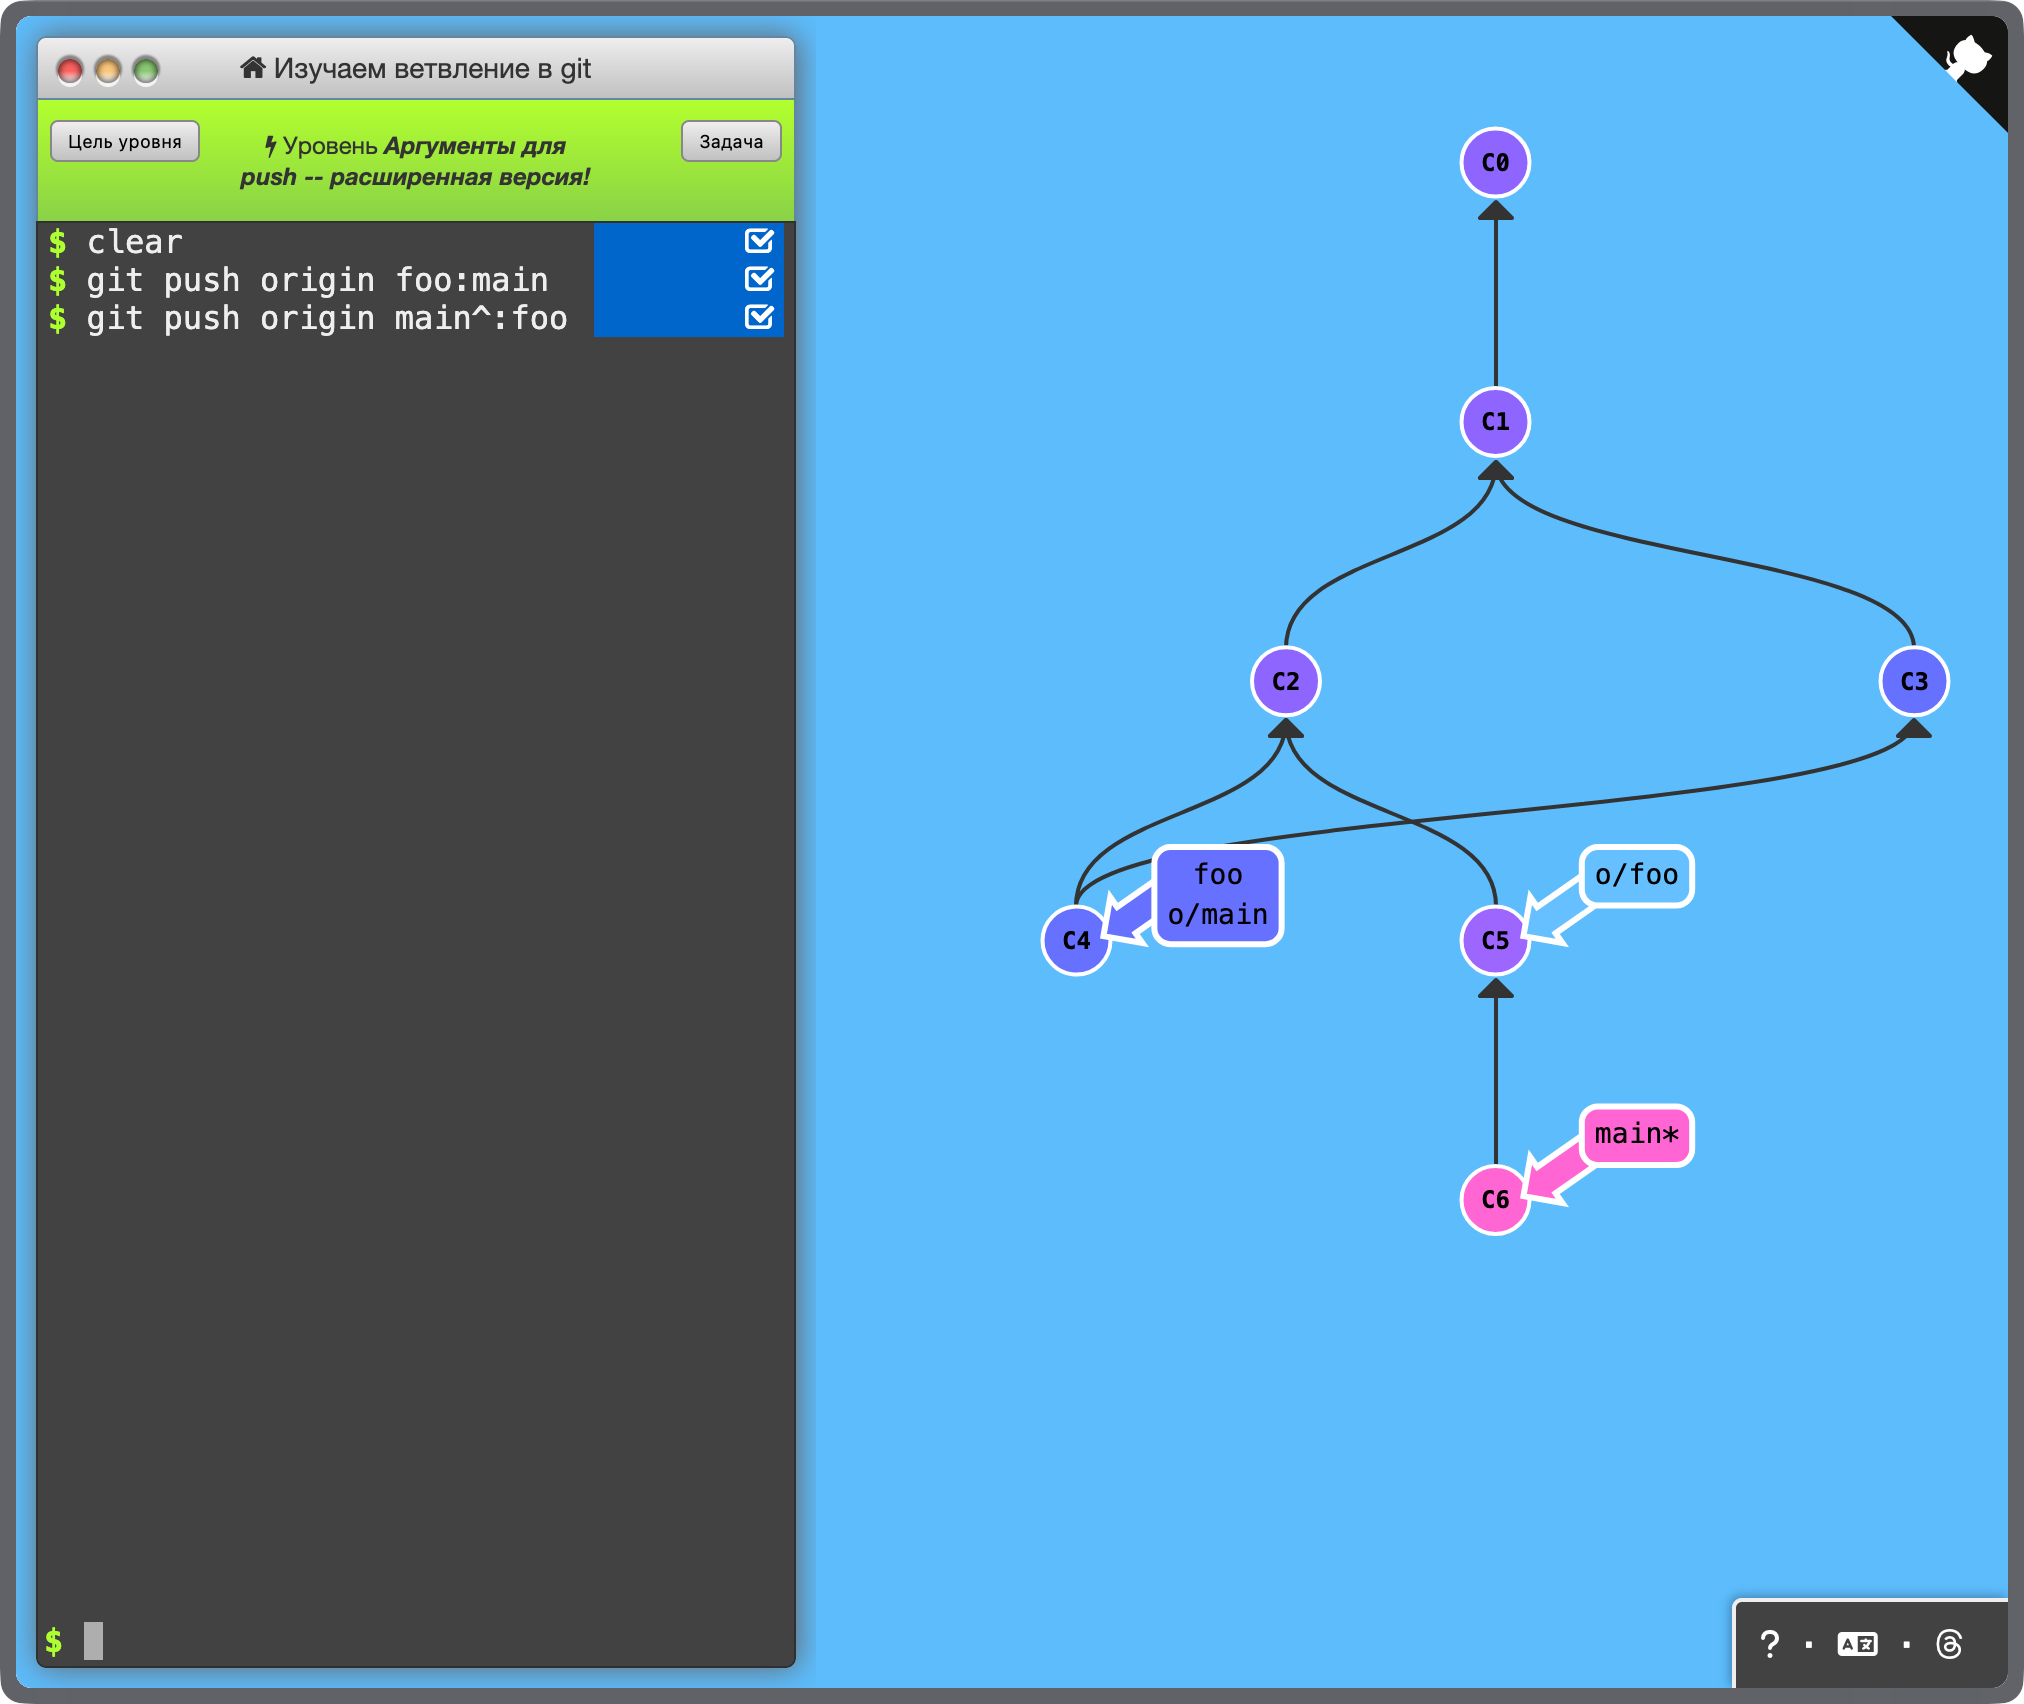 Изучаем ветвление в git
Цель уровня
Уровень Аргументы для
push -- расширенная версия!
Задача
$ clear
$ git push origin foo:main
$ git push origin main^:foo
$
C0
C1
C2
C3
foo
o/main
o/foo
C4
C5
main*
C6
?